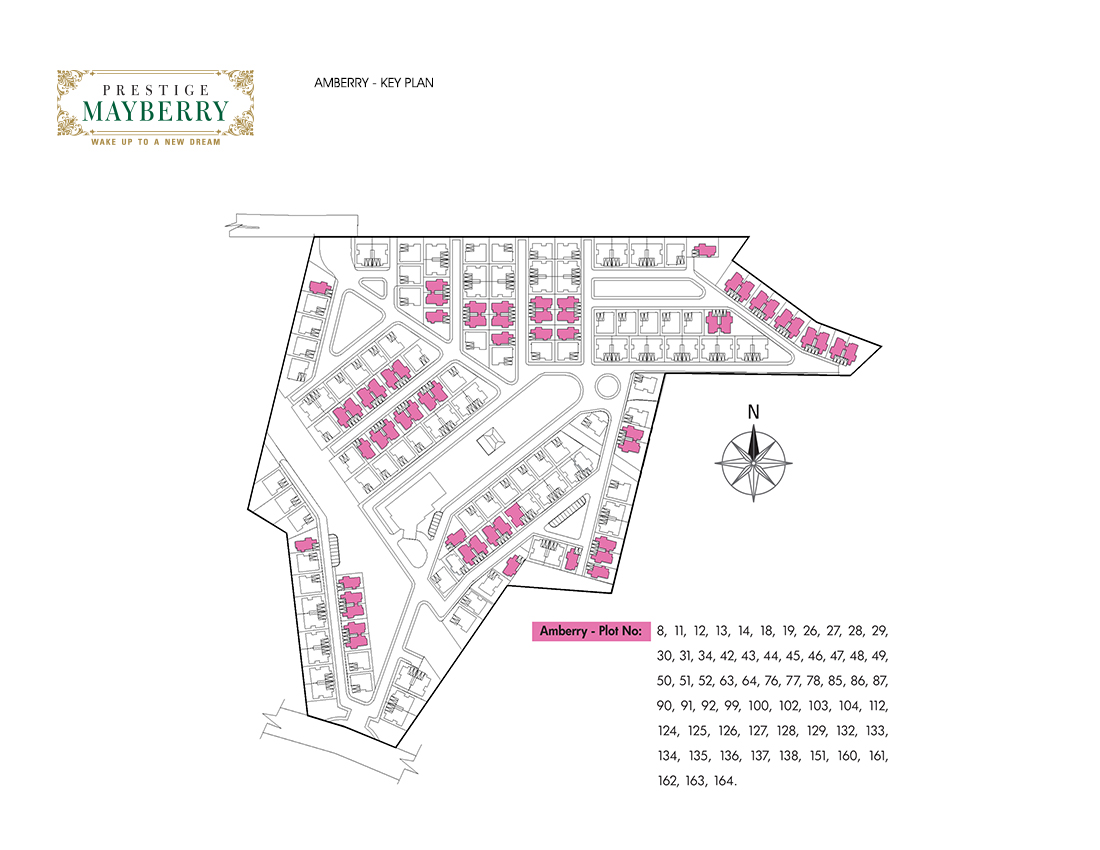 PRESTIGE
MAYBERRY
WAKE UP TO A NEW DREAM
AMBERRY - KEY PLAN
N
Amberry - Plot No: 8, 11, 12, 13, 14, 18, 19, 26, 27, 28, 29,
30, 31, 34, 42, 43, 44, 45, 46, 47, 48, 49,
50, 51, 52, 63, 64, 76, 77, 78, 85, 86, 87,
90, 91, 92, 99, 100, 102, 103, 104, 112,
124, 125, 126, 127, 128, 129, 132, 133,
134, 135, 136, 137, 138, 151, 160, 161,
162, 163, 164.